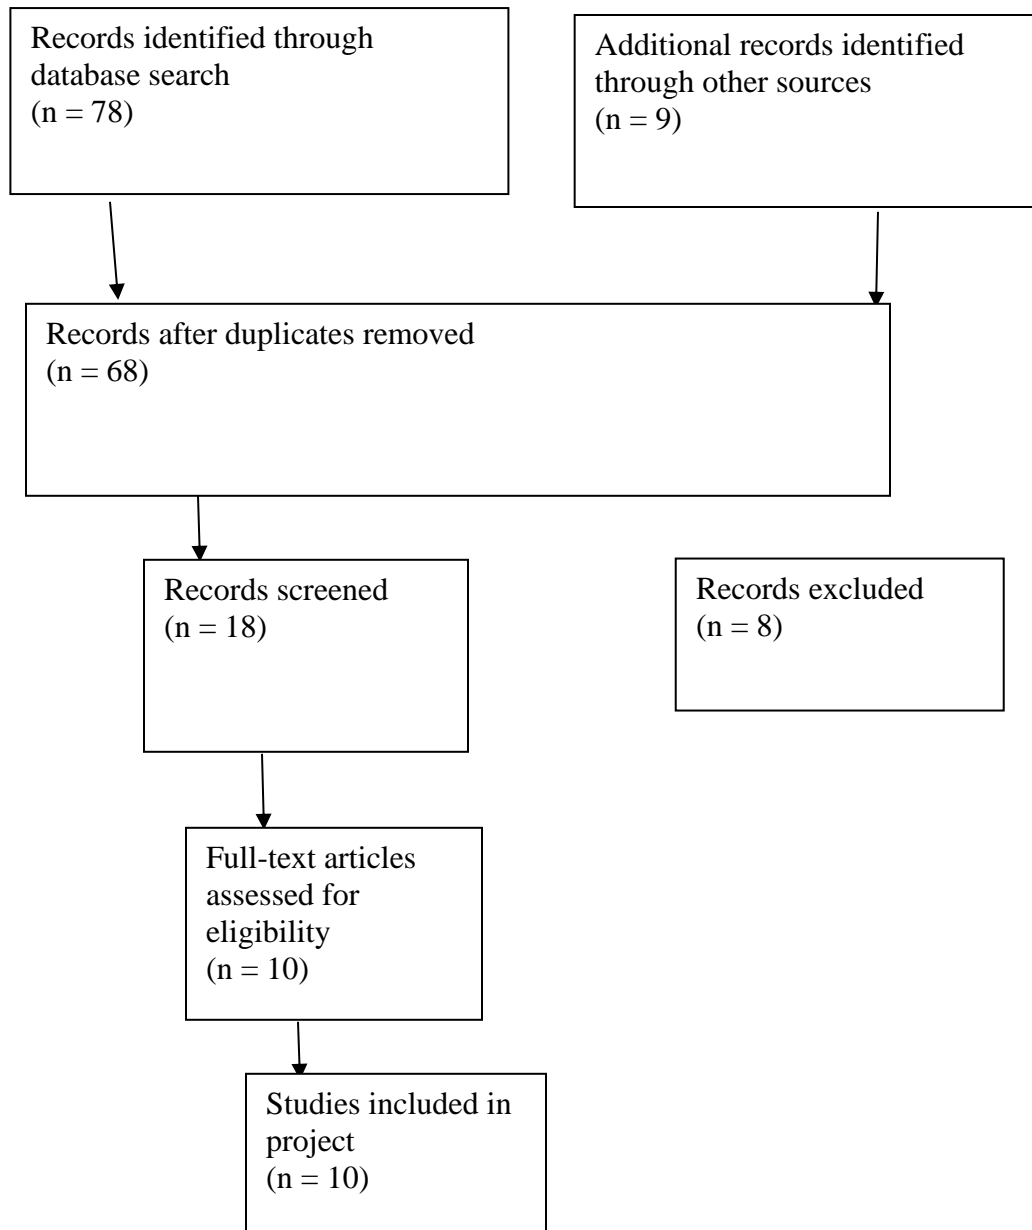 Records identified through
database search
(n = 78)
Additional records identified
through other sources
(n = 9)
Records after duplicates removed
(n = 68)
Records screened
(n = 18)
Records excluded
(n = 8)
Full-text articles
assessed for
eligibility
(n = 10)
Studies included in
project
(n = 10)